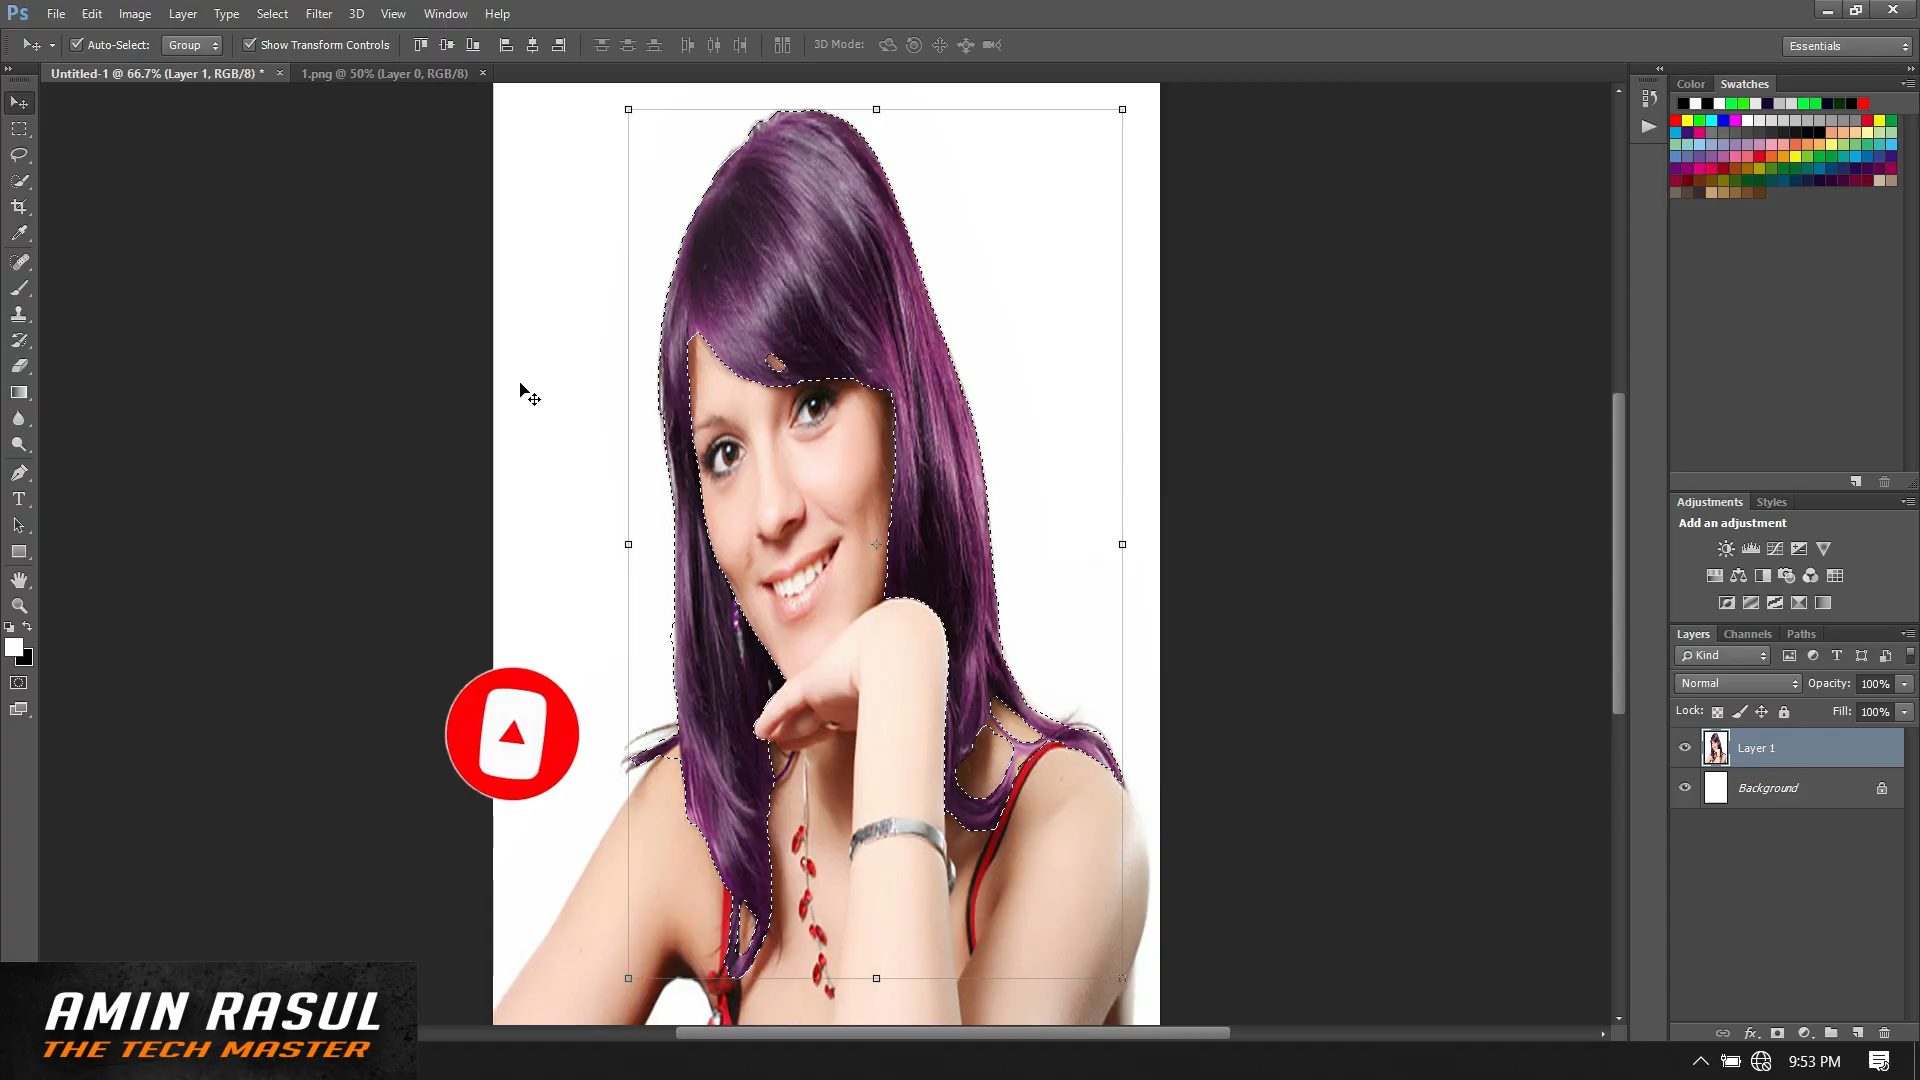 Ps File Edit Image Layer Type Select Filter 3D View Window Help
Auto-Select: Group Show Transform Controls 3D Mode: Essentials
Untitled-1 @ 66.7% (Layer 1, RGB/8) * × 1.png @ 50% (Layer 0, RGB/8) ×
Color Swatches
Adjustments Styles
Add an adjustment
Layers Channels Paths
Kind
Normal Opacity: 100%
Lock: Fill: 100%
Layer 1
Background
AMIN RASUL
THE TECH MASTER
9:53 PM